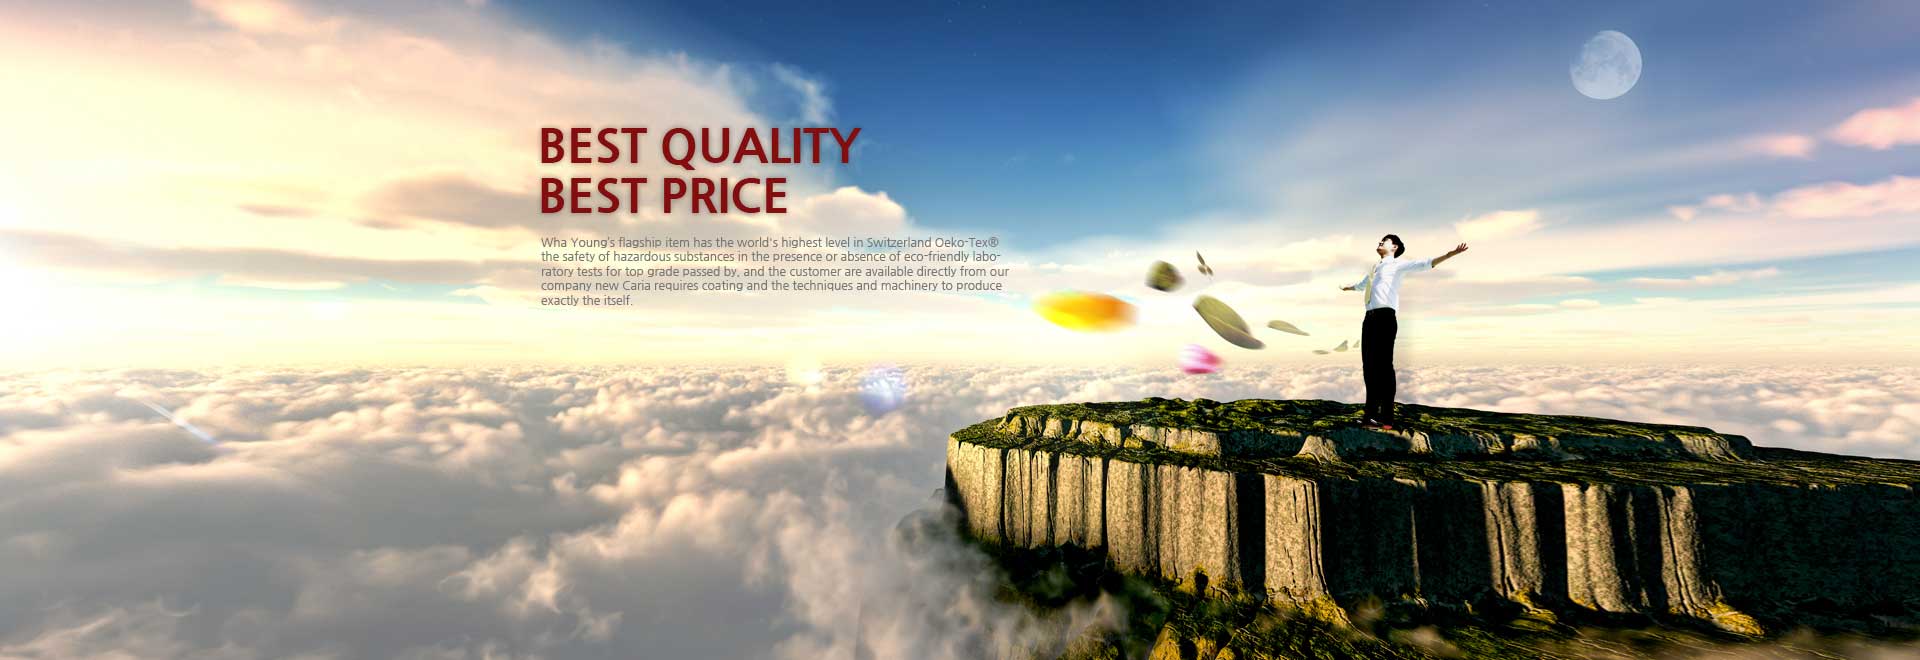 BEST QUALITY
BEST PRICE
Wha Young's flagship item has the world's highest level in Switzerland Oeko-Tex®
the safety of hazardous substances in the presence or absence of eco-friendly labo-
ratory tests for top grade passed by, and the customer are available directly from our
company new Caria requires coating and the techniques and machinery to produce
exactly the itself.